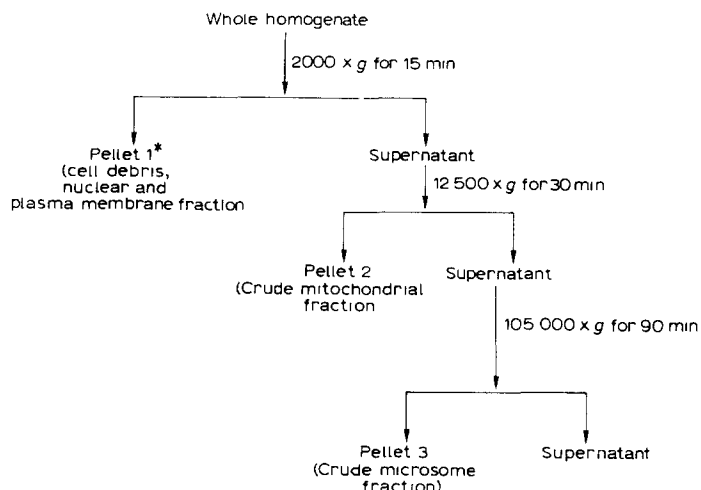 Whole homogenate
2000 x g for 15 min
Pellet 1*
(cell debris,
nuclear and
plasma membrane fraction
Supernatant
12 500 x g for 30 min
Pellet 2
(Crude mitochondrial
fraction
Supernatant
105 000 x g for 90 min
Pellet 3
(Crude microsome
fraction)
Supernatant